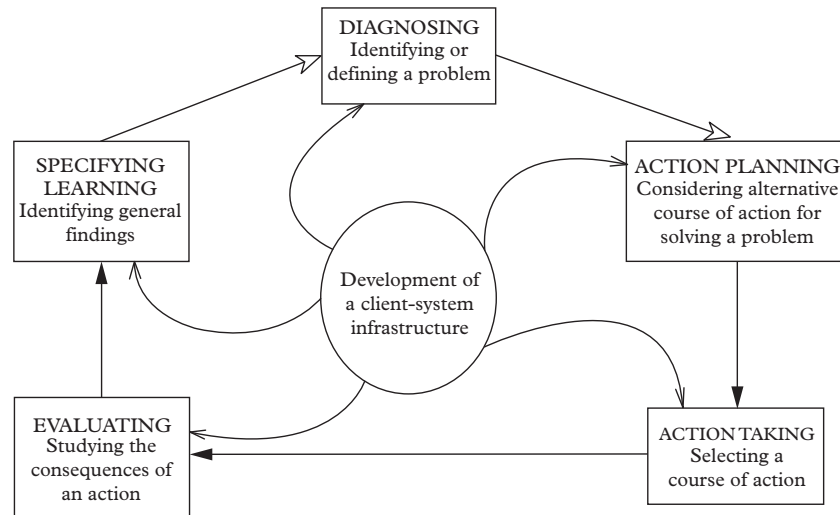 DIAGNOSING
Identifying or
defining a problem
SPECIFYING
LEARNING
Identifying general
findings
ACTION PLANNING
Considering alternative
course of action for
solving a problem
Development of
a client-system
infrastructure
EVALUATING
Studying the
consequences of
an action
ACTION TAKING
Selecting a
course of action